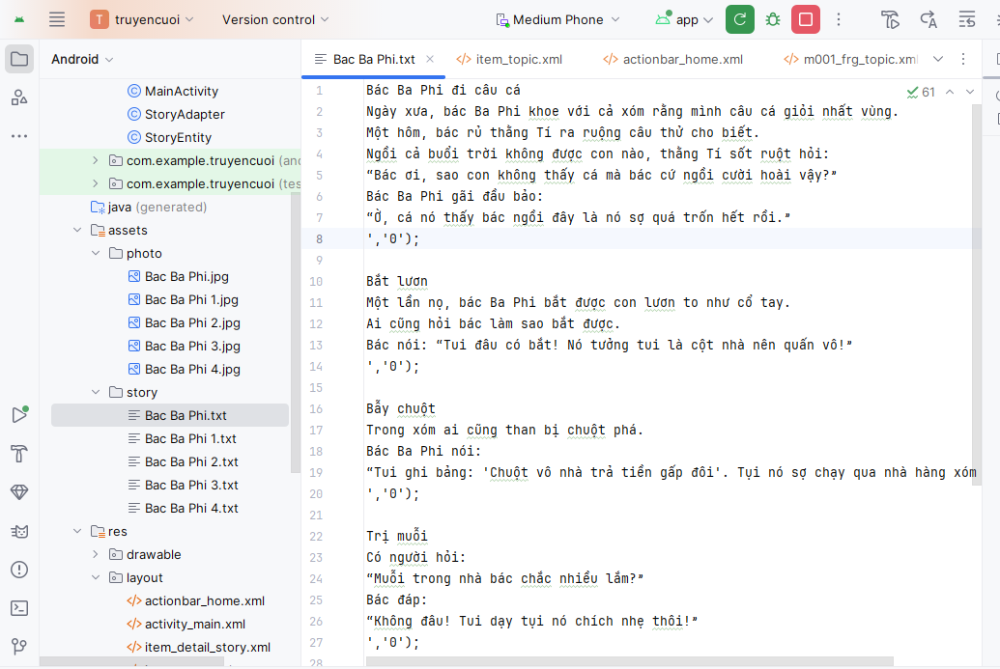 T truyencuoi Version control Medium Phone app
Android
Bac Ba Phi.txt item_topic.xml actionbar_home.xml m001_frg_topic.xml
MainActivity
StoryAdapter
StoryEntity
com.example.truyencuoi (and
com.example.truyencuoi (tes
java (generated)
assets
photo
Bac Ba Phi.jpg
Bac Ba Phi 1.jpg
Bac Ba Phi 2.jpg
Bac Ba Phi 3.jpg
Bac Ba Phi 4.jpg
story
Bac Ba Phi.txt
Bac Ba Phi 1.txt
Bac Ba Phi 2.txt
Bac Ba Phi 3.txt
Bac Ba Phi 4.txt
res
drawable
layout
actionbar_home.xml
activity_main.xml
item_detail_story.xml
61
1 Bác Ba Phi đi câu cá
2 Ngày xưa, bác Ba Phi khoe với cả xóm rằng mình câu cá giỏi nhất vùng.
3 Một hôm, bác rủ thằng Tí ra ruộng câu thử cho biết.
4 Ngồi cả buổi trời không được con nào, thằng Tí sốt ruột hỏi:
5 “Bác ơi, sao con không thấy cá mà bác cứ ngồi cười hoài vậy?”
6 Bác Ba Phi gãi đầu bảo:
7 “Ờ, cá nó thấy bác ngồi đây là nó sợ quá trốn hết rồi.”
8 ','0');
9
10 Bắt lươn
11 Một lần nọ, bác Ba Phi bắt được con lươn to như cổ tay.
12 Ai cũng hỏi bác làm sao bắt được.
13 Bác nói: “Tui đâu có bắt! Nó tưởng tui là cột nhà nên quấn vô!”
14 ','0');
15
16 Bẫy chuột
17 Trong xóm ai cũng than bị chuột phá.
18 Bác Ba Phi nói:
19 “Tui ghi bảng: 'Chuột vô nhà trả tiền gấp đôi'. Tụi nó sợ chạy qua nhà hàng xóm
20 ','0');
21
22 Trị muỗi
23 Có người hỏi:
24 “Muỗi trong nhà bác chắc nhiều lắm?”
25 Bác đáp:
26 “Không đâu! Tui dạy tụi nó chích nhẹ thôi!”
27 ','0');
28